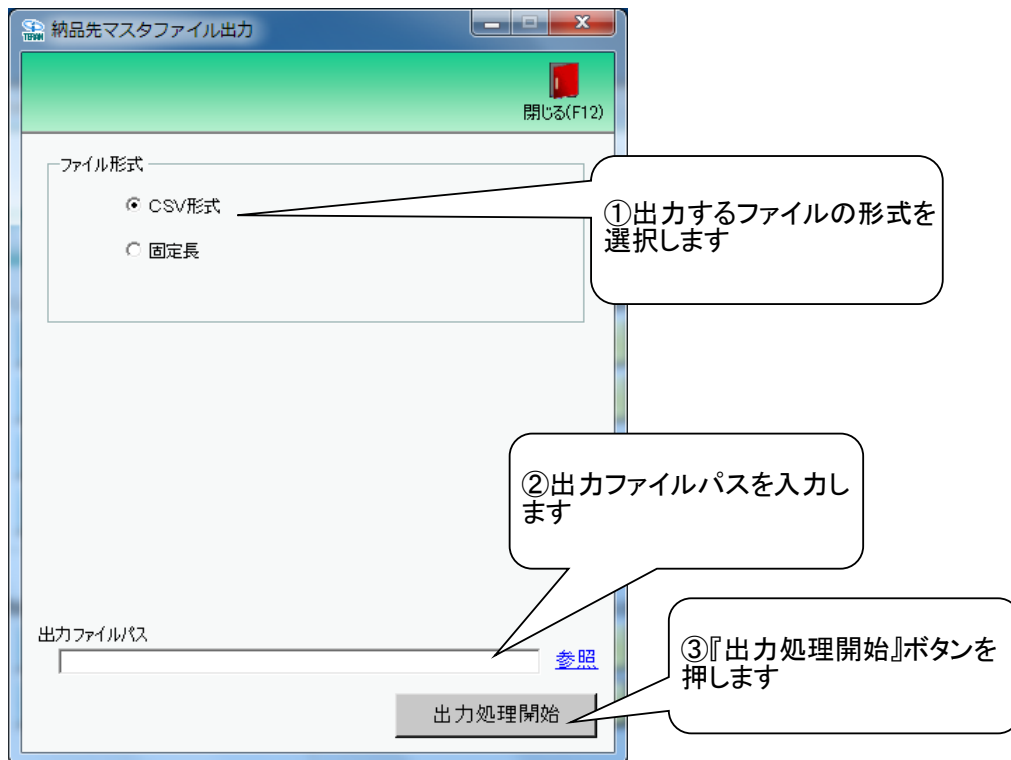 納品先マスタファイル出力
TERAN
閉じる(F12)
ファイル形式
CSV形式
固定長
①出力するファイルの形式を
選択します
②出力ファイルパスを入力し
ます
出力ファイルパス
参照
出力処理開始
③『出力処理開始』ボタンを
押します